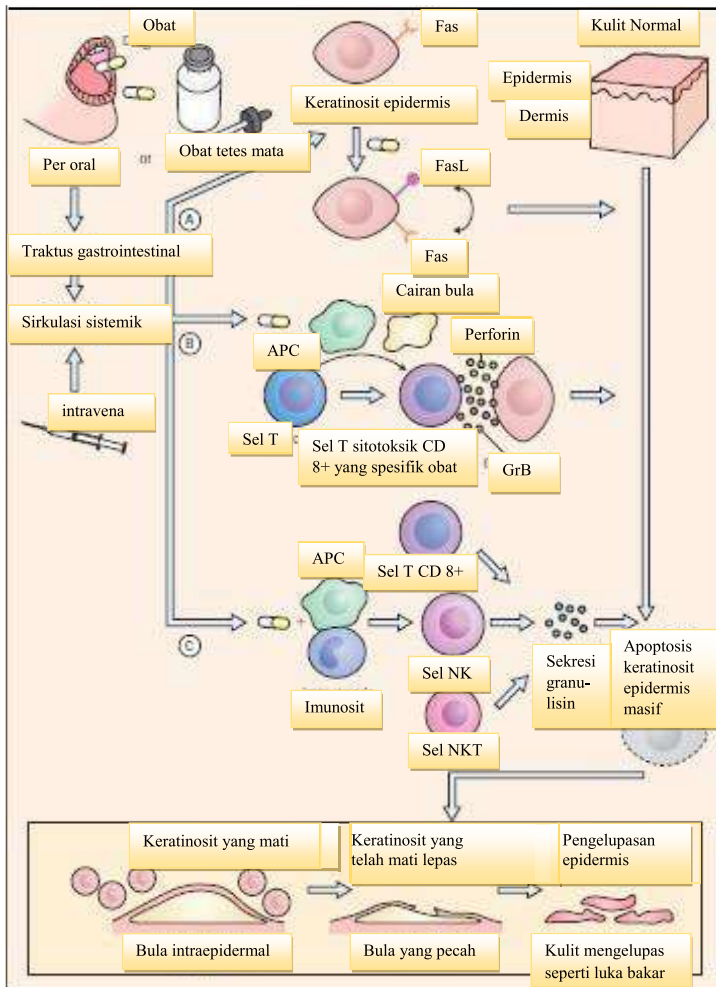 Obat
Fas
Kulit Normal
Keratinosit epidermis
Epidermis
Dermis
Obat tetes mata
Per oral
or
FasL
A
Traktus gastrointestinal
Fas
Cairan bula
Sirkulasi sistemik
B
APC
Perforin
intravena
Sel T
Sel T sitotoksik CD
8+ yang spesifik obat
GrB
APC
Sel T CD 8+
C
+
Imunosit
Sel NK
Sel NKT
Sekresi
granu-
lisin
Apoptosis
keratinosit
epidermis
masif
Keratinosit yang mati
Keratinosit yang
telah mati lepas
Pengelupasan
epidermis
Bula intraepidermal
Bula yang pecah
Kulit mengelupas
seperti luka bakar